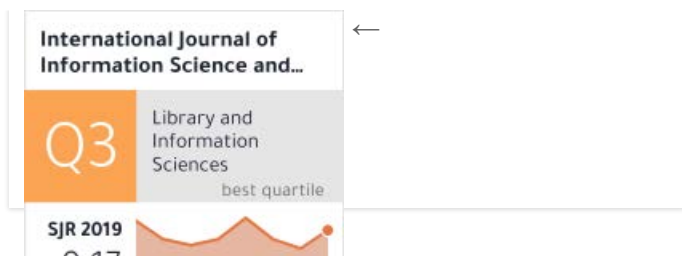 International Journal of
Information Science and...
←
Q3
Library and
Information
Sciences
best quartile
SJR 2019